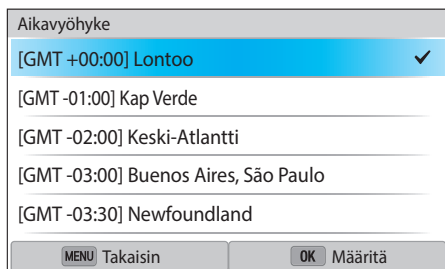 Aikavyöhyke
[GMT +00:00] Lontoo
[GMT -01:00] Kap Verde
[GMT -02:00] Keski-Atlantti
[GMT -03:00] Buenos Aires, São Paulo
[GMT -03:30] Newfoundland
MENU Takaisin OK Määritä